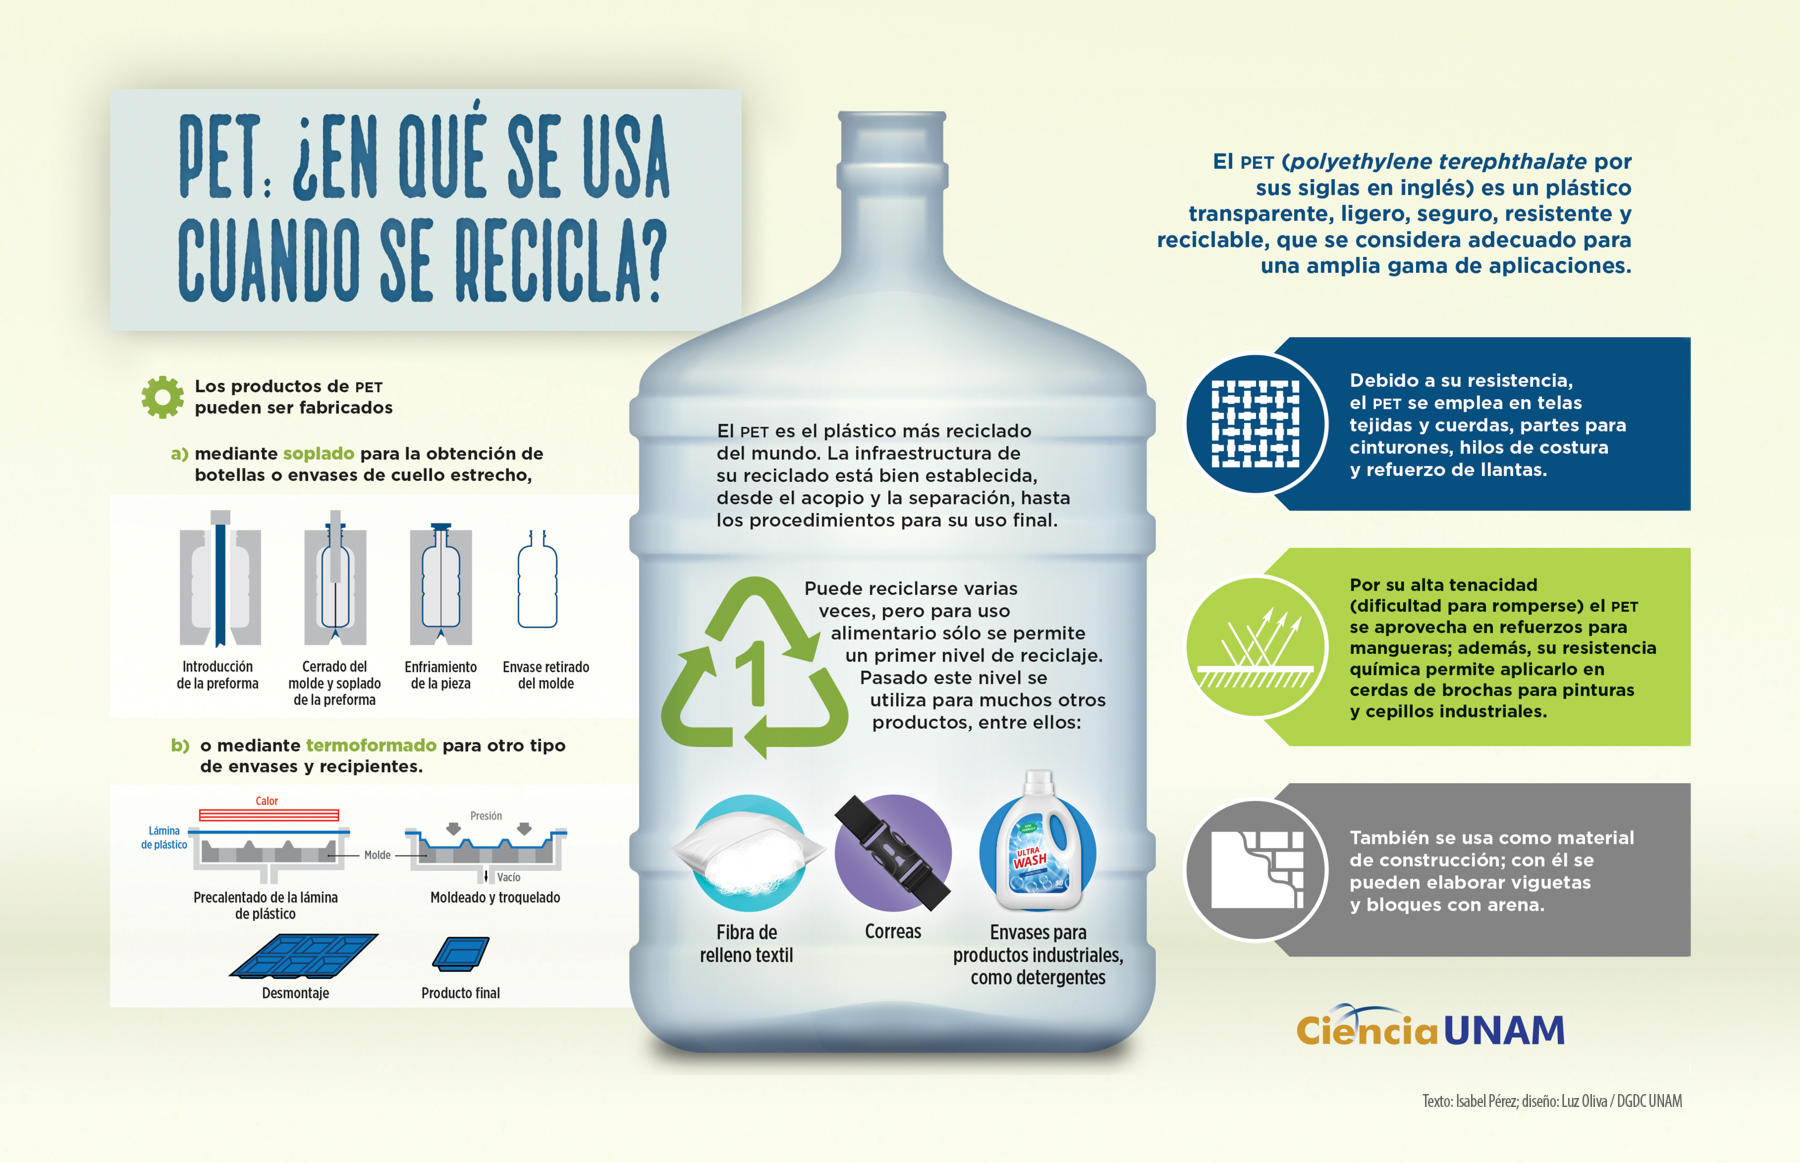 PET: ¿EN QUÉ SE USA
CUANDO SE RECICLA?
El PET (polyethylene terephthalate por
sus siglas en inglés) es un plástico
transparente, ligero, seguro, resistente y
reciclable, que se considera adecuado para
una amplia gama de aplicaciones.
Los productos de PET
pueden ser fabricados
a) mediante soplado para la obtención de
botellas o envases de cuello estrecho,
Introducción
de la preforma
Cerrado del
molde y soplado
de la preforma
Enfriamiento
de la pieza
Envase retirado
del molde
b) o mediante termoformado para otro tipo
de envases y recipientes.
Calor
Lámina
de plástico
Molde
Presión
Vacío
Precalentado de la lámina
de plástico
Moldeado y troquelado
Desmontaje
Producto final
El PET es el plástico más reciclado
del mundo. La infraestructura de
su reciclado está bien establecida,
desde el acopio y la separación, hasta
los procedimientos para su uso final.
1
Puede reciclarse varias
veces, pero para uso
alimentario sólo se permite
un primer nivel de reciclaje.
Pasado este nivel se
utiliza para muchos otros
productos, entre ellos:
ULTRA
WASH
Fibra de
relleno textil
Correas
Envases para
productos industriales,
como detergentes
Debido a su resistencia,
el PET se emplea en telas
tejidas y cuerdas, partes para
cinturones, hilos de costura
y refuerzo de llantas.
Por su alta tenacidad
(dificultad para romperse) el PET
se aprovecha en refuerzos para
mangueras; además, su resistencia
química permite aplicarlo en
cerdas de brochas para pinturas
y cepillos industriales.
También se usa como material
de construcción; con él se
pueden elaborar viguetas
y bloques con arena.
Ciencia UNAM
Texto: Isabel Pérez; diseño: Luz Oliva / DGDC UNAM